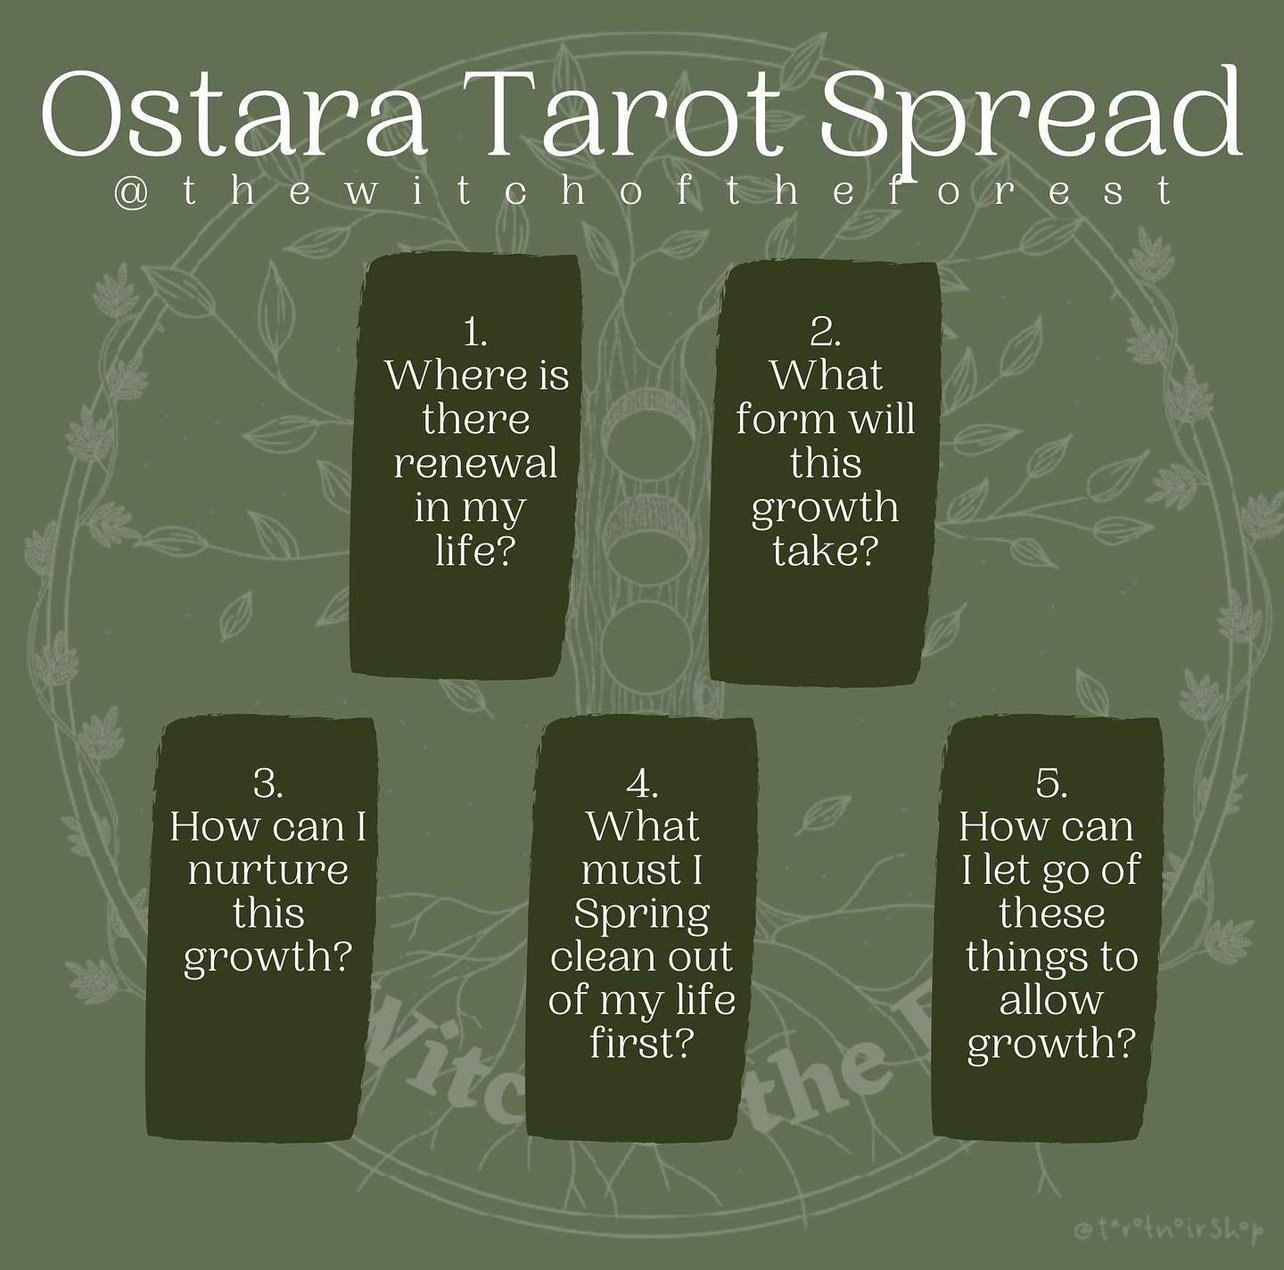 Ostara Tarot Spread
@thewitchoftheforest
1.
Where is
there
renewal
in my
life?
2.
What
form will
this
growth
take?
3.
How can I
nurture
this
growth?
4.
What
must I
Spring
clean out
of my life
first?
5.
How can
I let go of
these
things to
allow
growth?
the
@tarotnoirshop